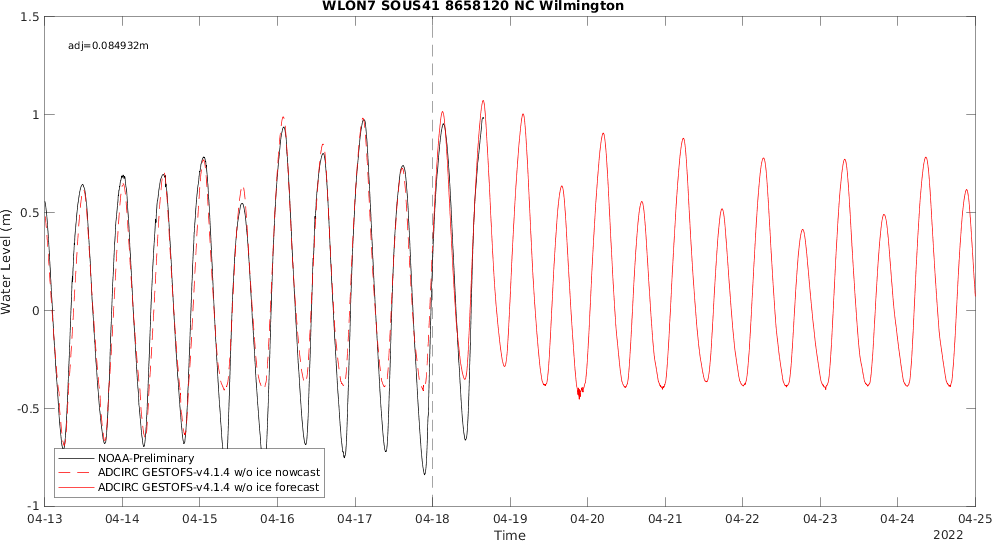 WLON7 SOUS41 8658120 NC Wilmington
1.5
adj=0.084932m
1
0.5
Water Level (m)
0
-0.5
NOAA-Preliminary
ADCIRC GESTOFS-v4.1.4 w/o ice nowcast
ADCIRC GESTOFS-v4.1.4 w/o ice forecast
-1
04-13 04-14 04-15 04-16 04-17 04-18 04-19 04-20 04-21 04-22 04-23 04-24 04-25
Time
2022